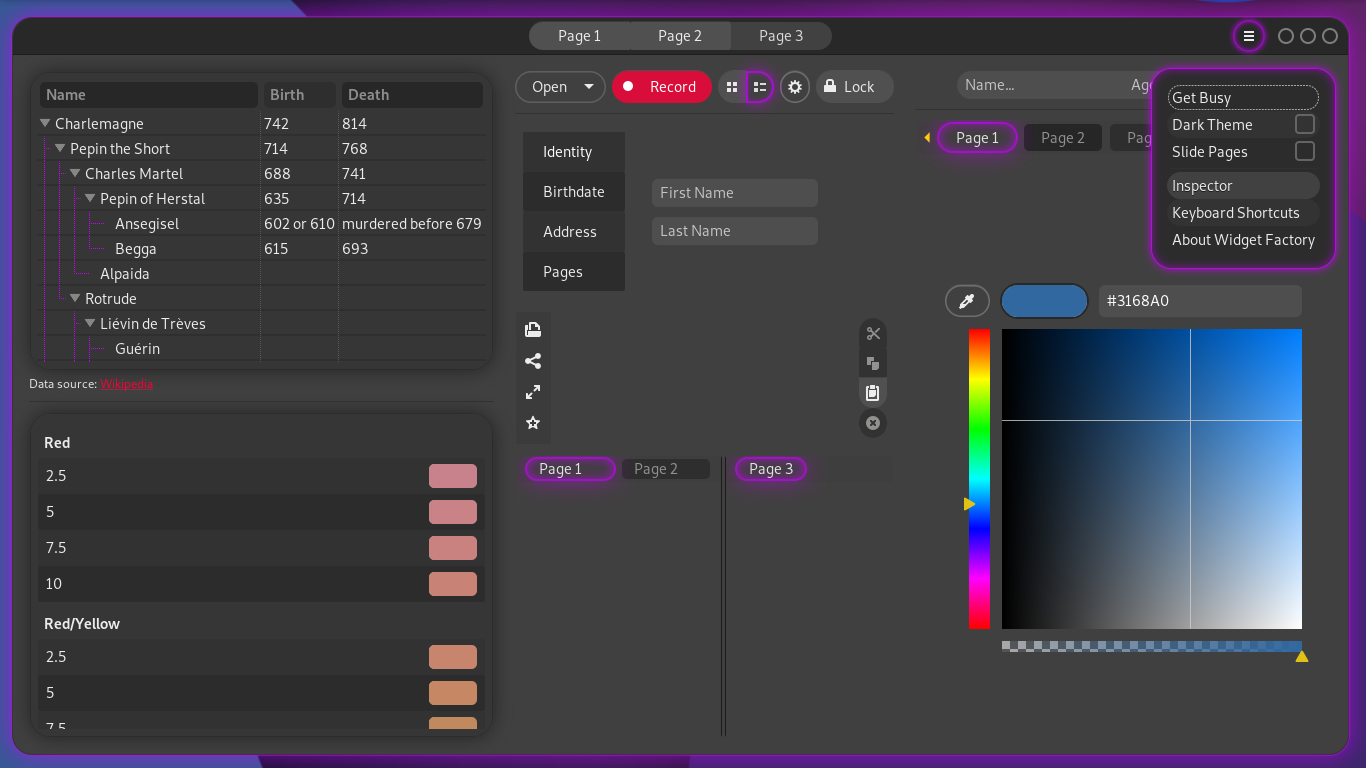 Page 1 Page 2 Page 3
Name Birth Death
Charlemagne 742 814
Pepin the Short 714 768
Charles Martel 688 741
Pepin of Herstal 635 714
Ansegisel 602 or 610 murdered before 679
Begga 615 693
Alpaida
Rotrude
Liévin de Trèves
Guérin
Data source: Wikipedia
Red
2.5
5
7.5
10
Red/Yellow
2.5
5
7.5
Open Record Lock
Identity
Birthdate
Address
Pages
First Name
Last Name
Page 1 Page 2 Page 3
Name... Age
Page 1 Page 2 Pag
Get Busy
Dark Theme
Slide Pages
Inspector
Keyboard Shortcuts
About Widget Factory
#3168A0